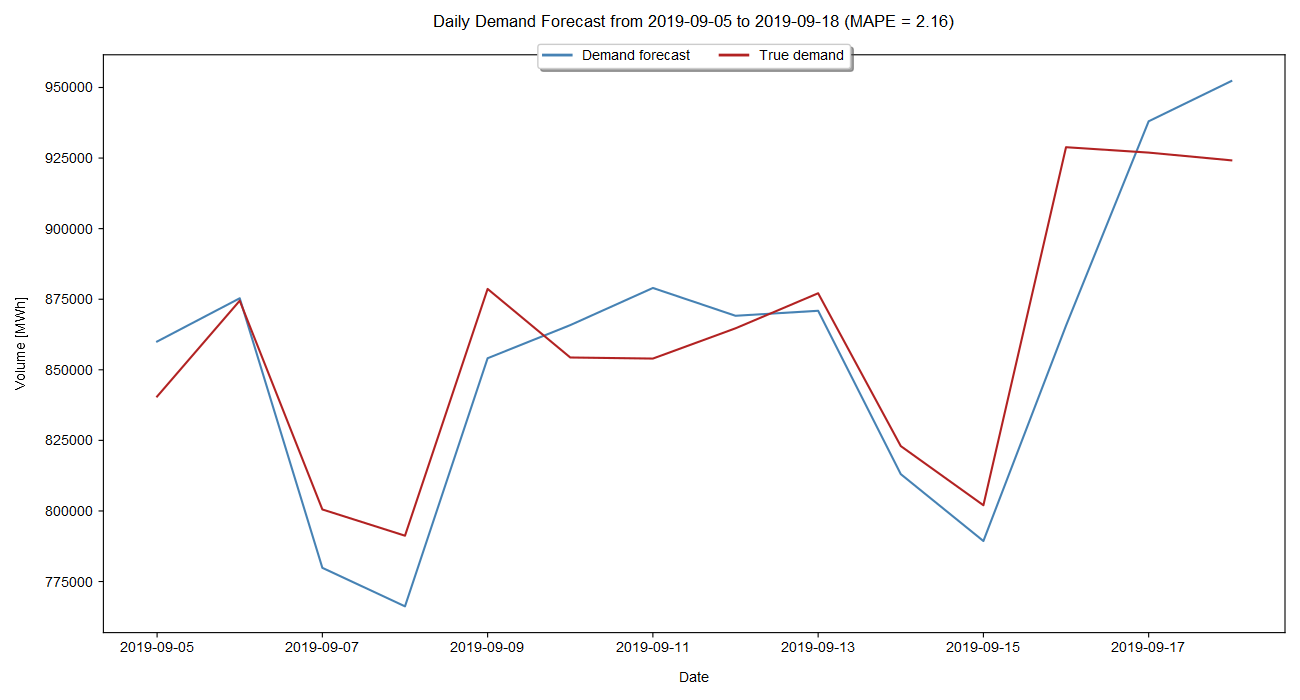 Daily Demand Forecast from 2019-09-05 to 2019-09-18 (MAPE = 2.16)
Demand forecast True demand
950000
925000
900000
875000
850000
825000
800000
775000
Volume [MWh]
2019-09-05 2019-09-07 2019-09-09 2019-09-11 2019-09-13 2019-09-15 2019-09-17
Date